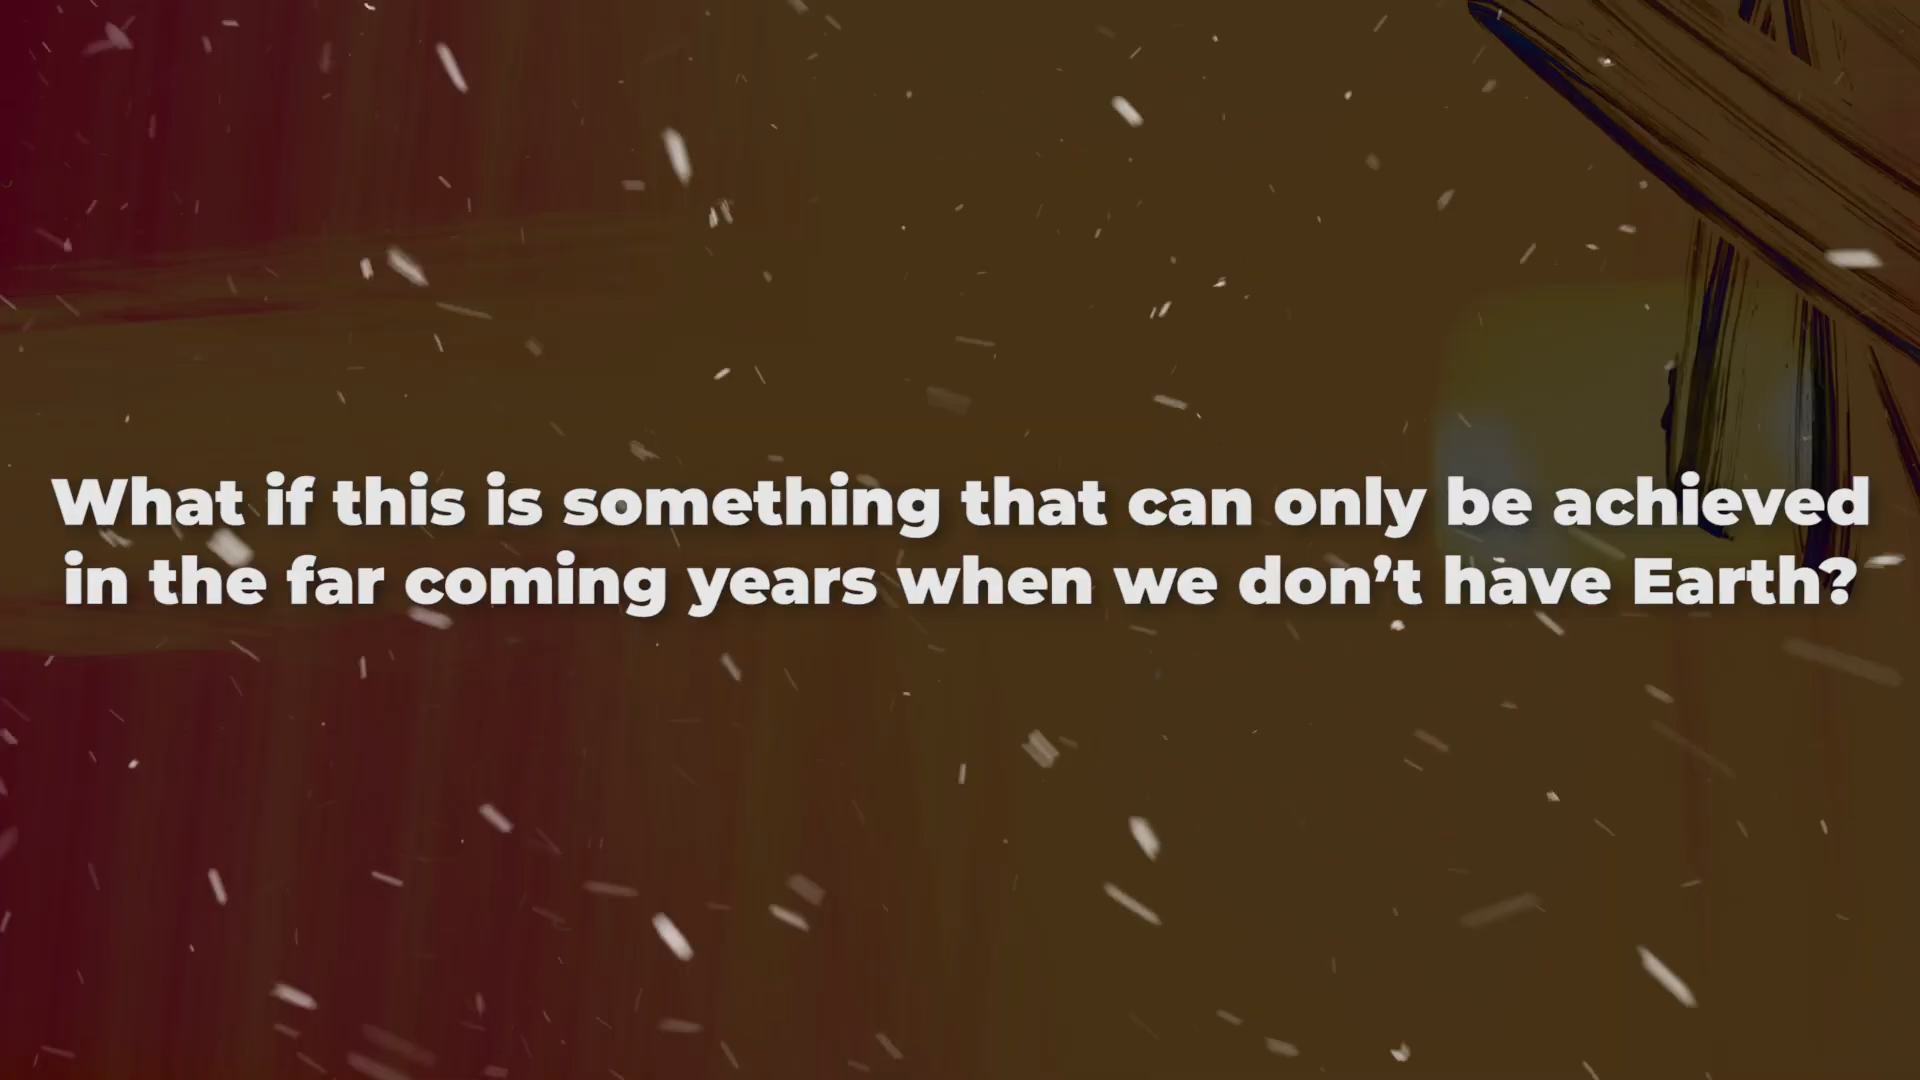 What if this is something that can only be achieved
in the far coming years when we don’t have Earth?